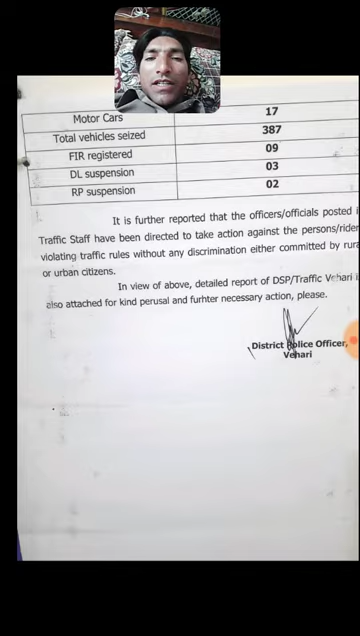 Motor Cars 17
Total vehicles seized 387
FIR registered 09
DL suspension 03
RP suspension 02
It is further reported that the officers/officials posted i
Traffic Staff have been directed to take action against the persons/rider
violating traffic rules without any discrimination either committed by rura
or urban citizens.
In view of above, detailed report of DSP/Traffic Vehari i
also attached for kind perusal and furhter necessary action, please.
District Police Officer,
Vehari